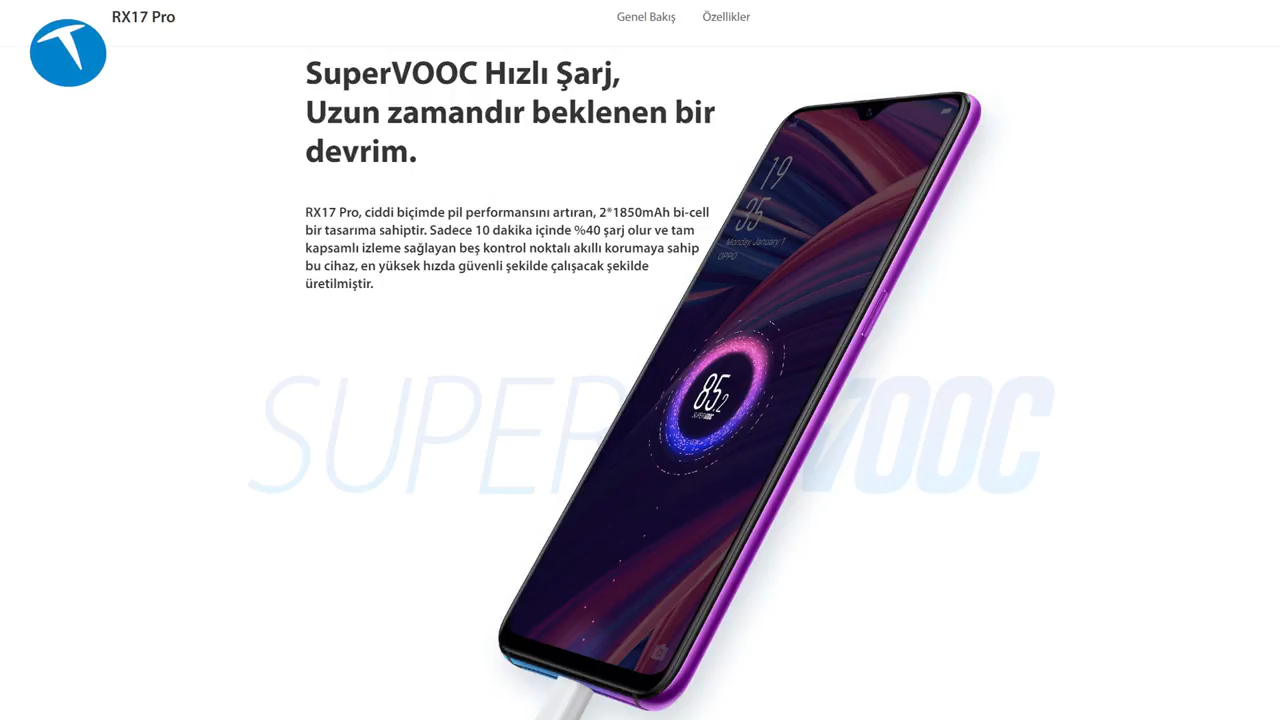 RX17 Pro
Genel Bakış
Özellikler
SuperVOOC Hızlı Şarj,
Uzun zamandır beklenen bir
devrim.
RX17 Pro, ciddi biçimde pil performansını artıran, 2*1850mAh bi-cell
bir tasarıma sahiptir. Sadece 10 dakika içinde %40 şarj olur ve tam
kapsamlı izleme sağlayan beş kontrol noktalı akıllı korumaya sahip
bu cihaz, en yüksek hızda güvenli şekilde çalışacak şekilde
üretilmiştir.
19
35
Monday, January 1
OPPO
85.2
SUPERVOOC
SUPER VOOC